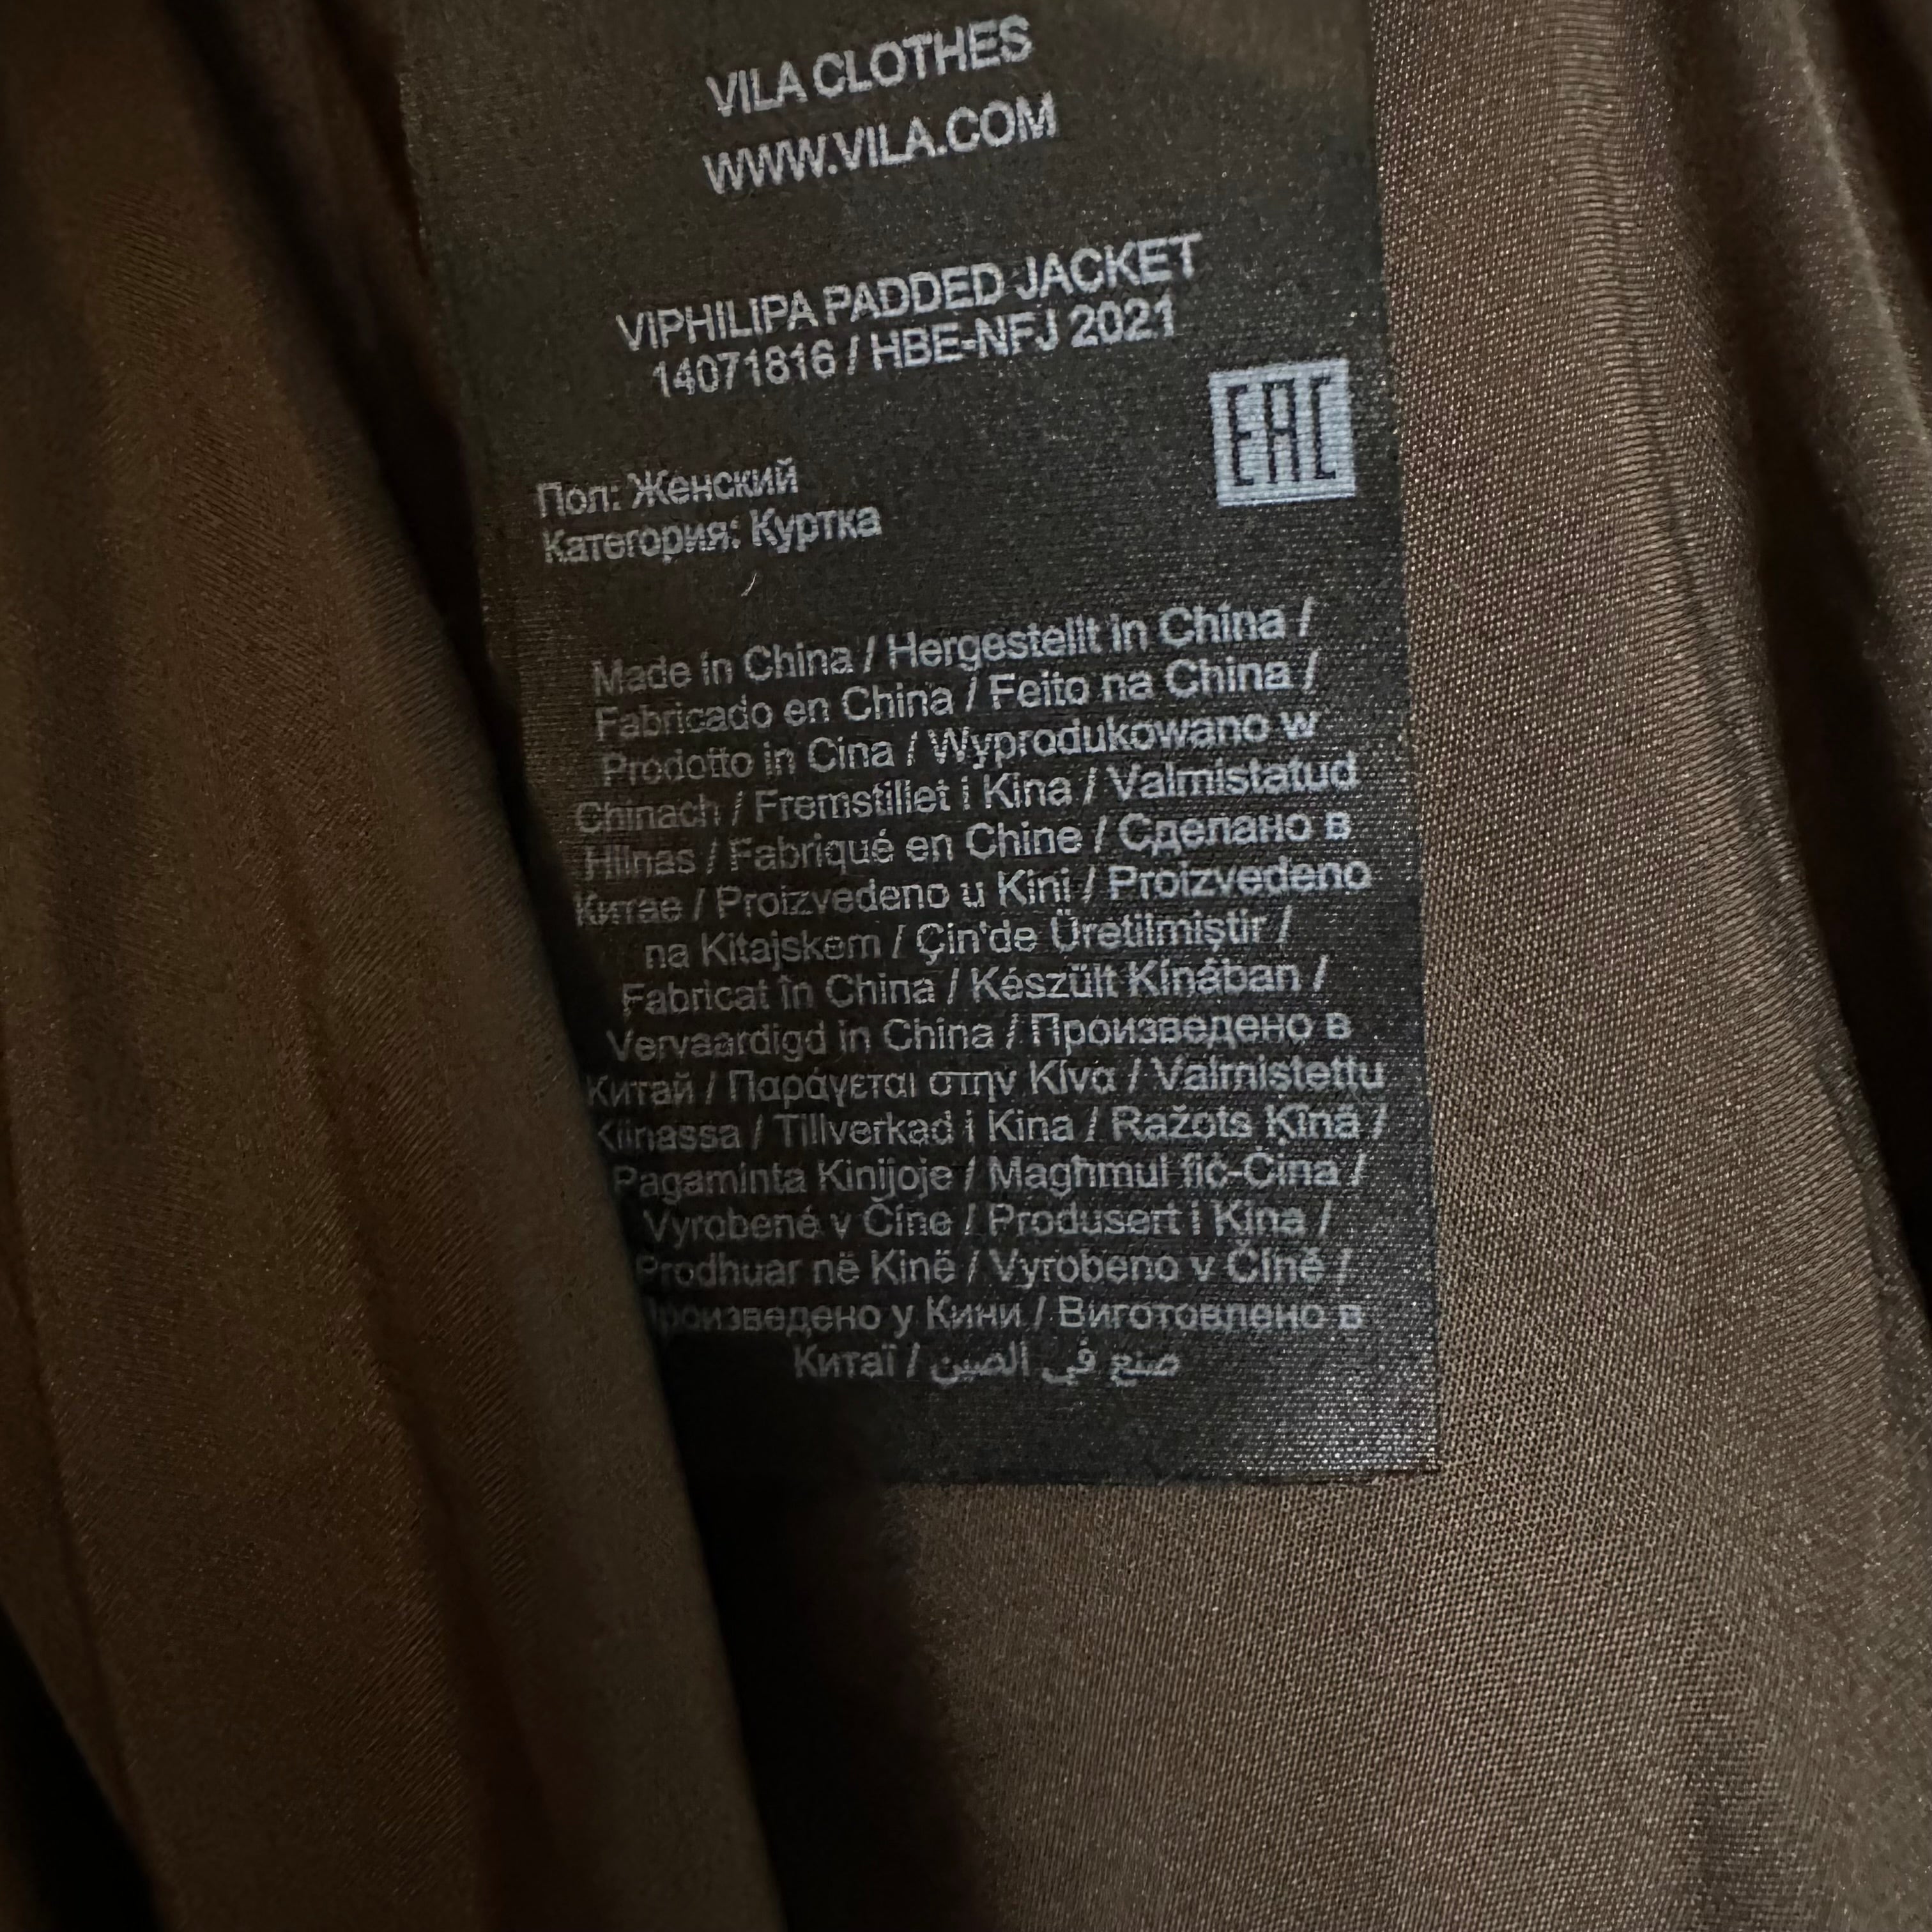 VILA CLOTHES
WWW.VILA.COM
VIPHILIPA PADDED JACKET
14071816 / HBE-NFJ 2021
EAC
Пол: Женский
Категория: Куртка
Made in China / Hergestellt in China /
Fabricado en China / Feito na China /
Prodotto in Cina / Wyprodukowano w
Chinach / Fremstillet i Kina / Valmistatud
Hiinas / Fabriqué en Chine / Сделано в
Китае / Proizvedeno u Kini / Proizvedeno
na Kitajskem / Çin'de Üretilmiştir /
Fabricat în China / Készült Kínában /
Vervaardigd in China / Произведено в
Китай / Παράγεται στην Κίνα / Valmistettu
Kiinassa / Tillverkad i Kina / Ražots Ķīnā /
Pagaminta Kinijoje / Magħmul fiċ-Ċina /
Vyrobené v Číne / Produsert i Kina /
Prodhuar në Kinë / Vyrobeno v Číně /
Произведено у Кини / Виготовлено в
Китаї / صنع في الصين